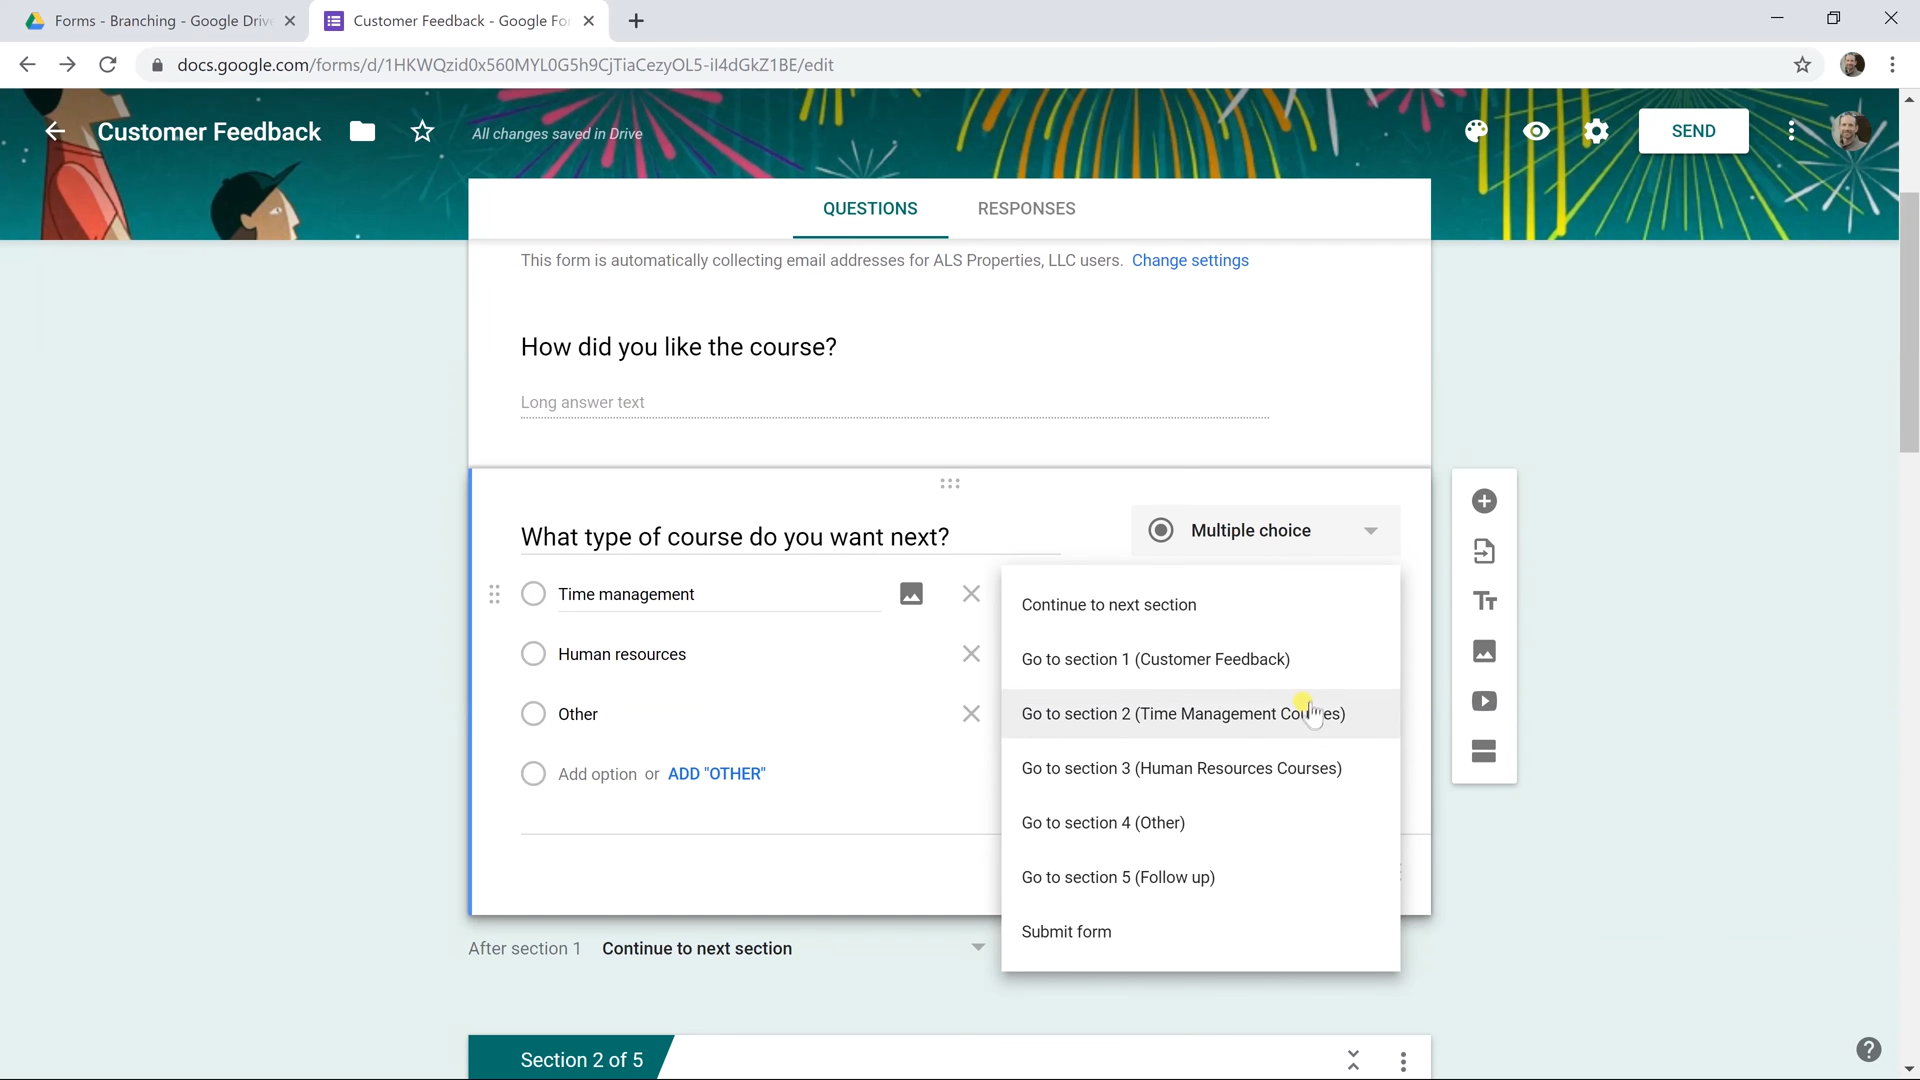 Forms - Branching - Google Driv
Customer Feedback - Google For
docs.google.com/forms/d/1HKWQzid0x560MYL0G5h9CjTiaCezyOL5-il4dGkZ1BE/edit
Customer Feedback
All changes saved in Drive
SEND
QUESTIONS
RESPONSES
This form is automatically collecting email addresses for ALS Properties, LLC users. Change settings
How did you like the course?
Long answer text
What type of course do you want next?
Multiple choice
Time management
Human resources
Other
Add option or ADD "OTHER"
Continue to next section
Go to section 1 (Customer Feedback)
Go to section 2 (Time Management Courses)
Go to section 3 (Human Resources Courses)
Go to section 4 (Other)
Go to section 5 (Follow up)
Submit form
Tт
After section 1 Continue to next section
Section 2 of 5